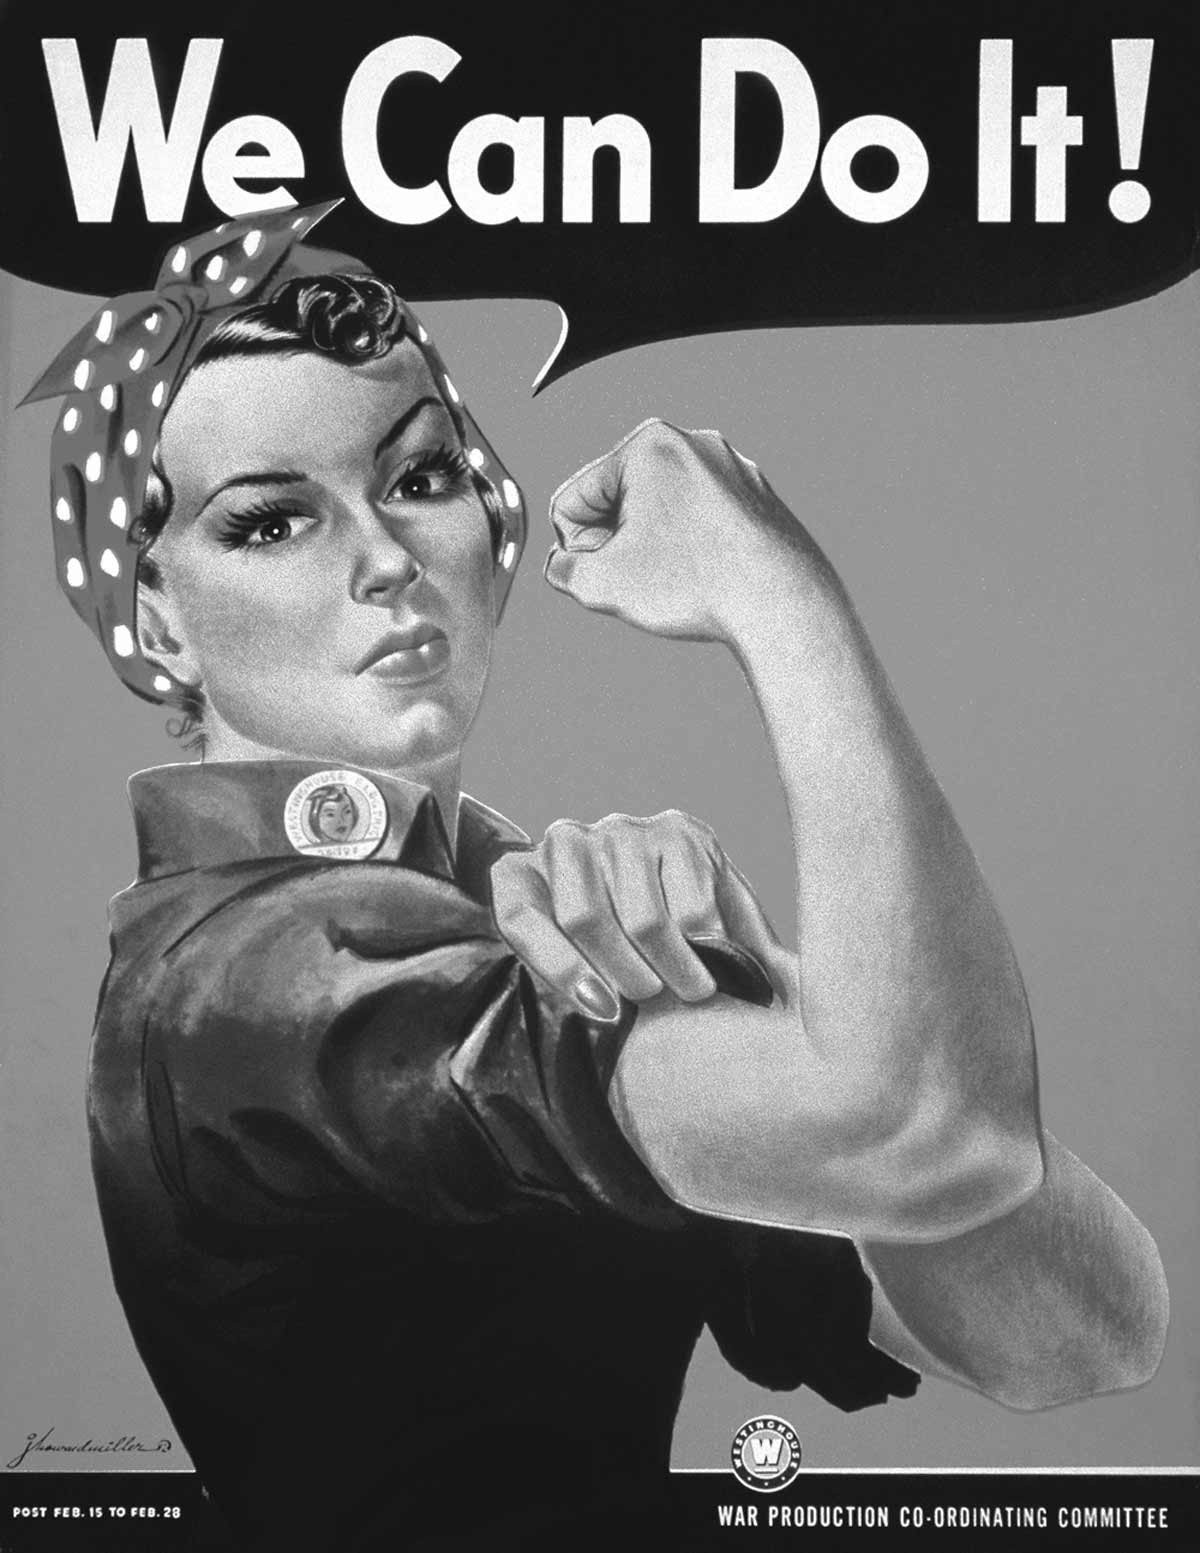 We Can Do It!
WESTINGHOUSE ELECTRIC
J. Howard Miller
WESTINGHOUSE
W
POST FEB. 15 TO FEB. 28
WAR PRODUCTION CO-ORDINATING COMMITTEE